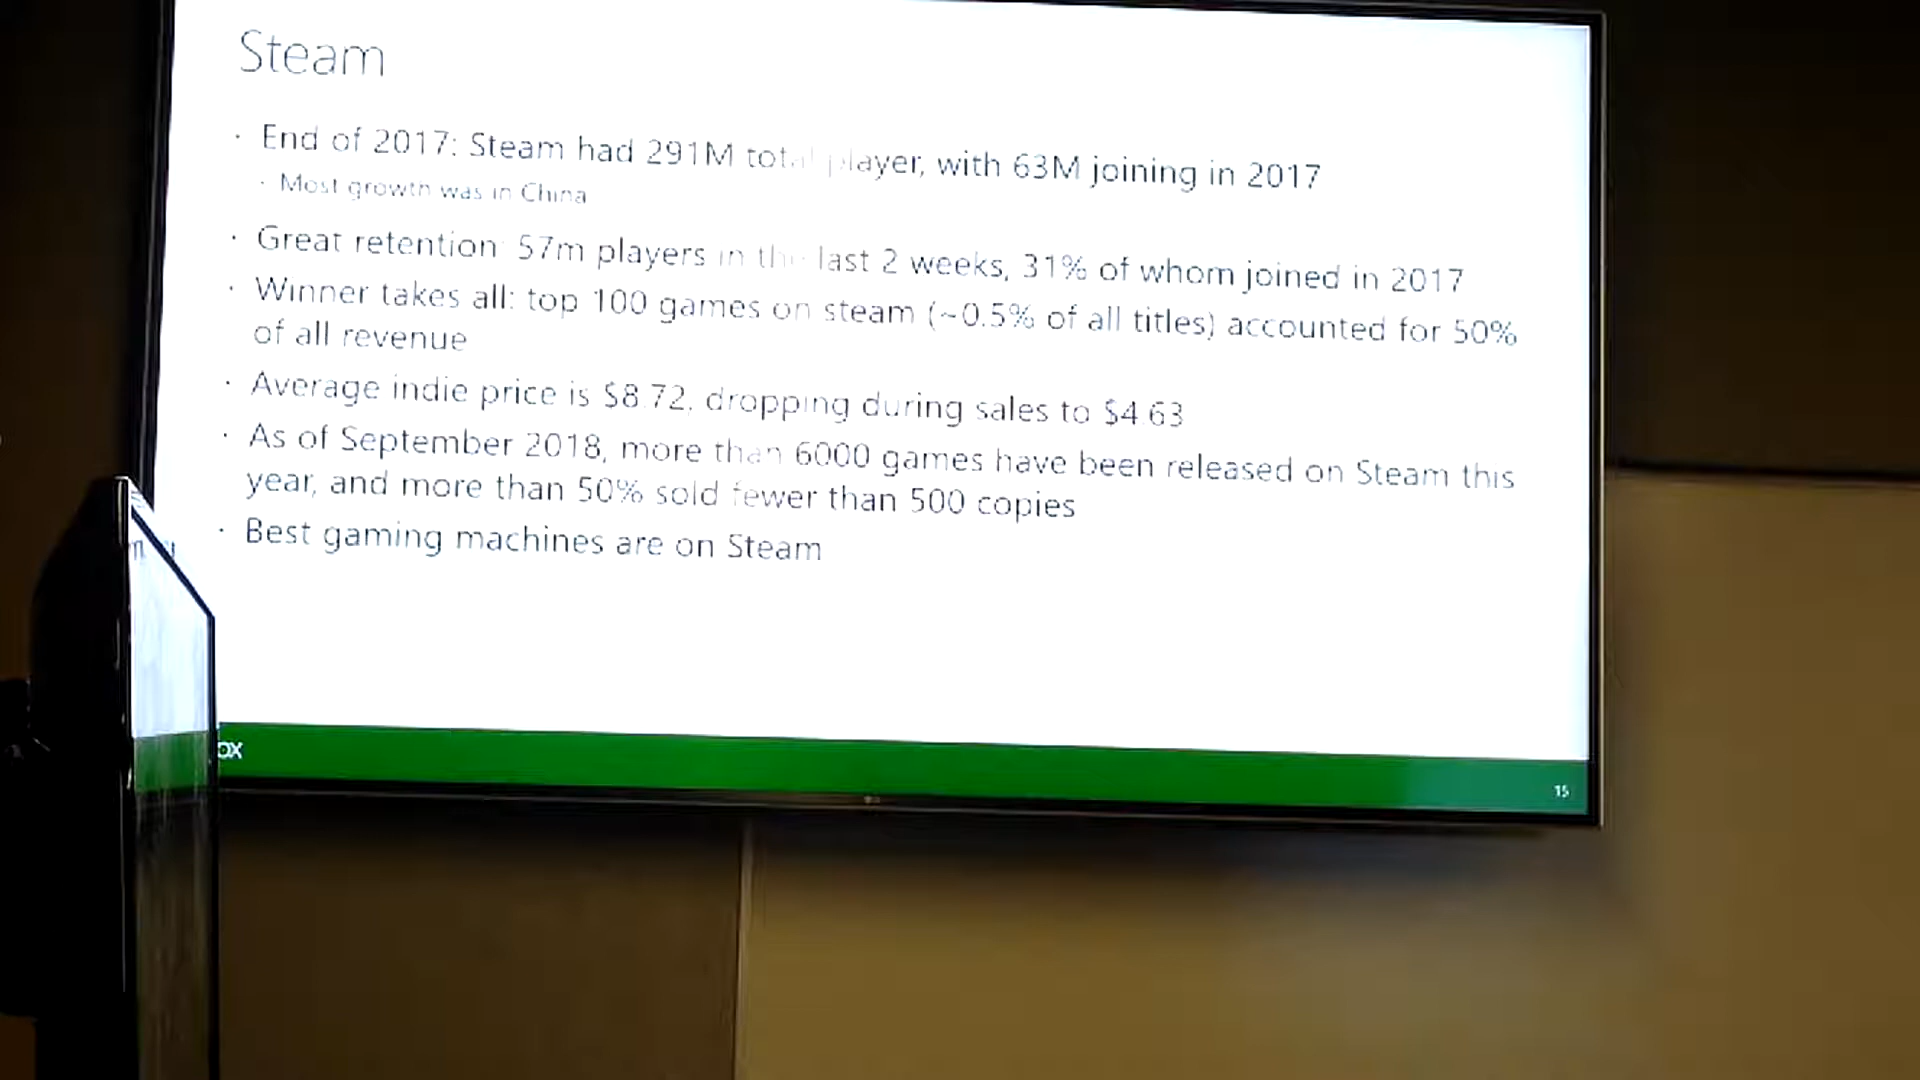 Steam
· End of 2017: Steam had 291M total player, with 63M joining in 2017
· Most growth was in China
· Great retention 57m players in the last 2 weeks, 31% of whom joined in 2017
· Winner takes all: top 100 games on steam (~0.5% of all titles) accounted for 50%
of all revenue
· Average indie price is $8.72, dropping during sales to $4.63
· As of September 2018, more than 6000 games have been released on Steam this
year, and more than 50% sold fewer than 500 copies
· Best gaming machines are on Steam
OX
15